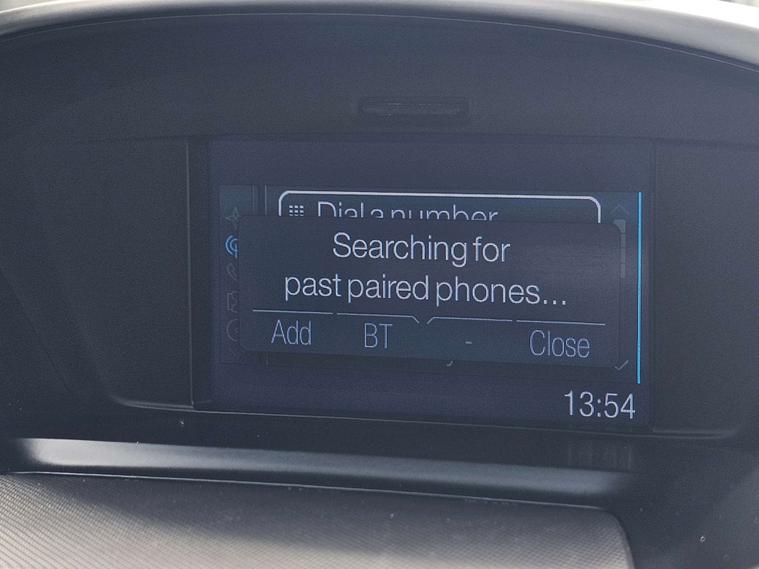 Dial a number
Searching for
past paired phones...
Add BT - Close
13:54